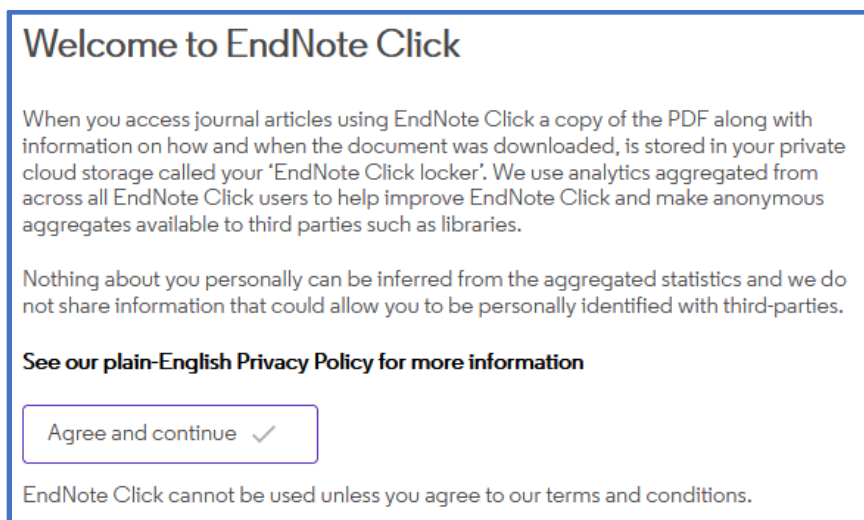 Welcome to EndNote Click
When you access journal articles using EndNote Click a copy of the PDF along with
information on how and when the document was downloaded, is stored in your private
cloud storage called your ‘EndNote Click locker’. We use analytics aggregated from
across all EndNote Click users to help improve EndNote Click and make anonymous
aggregates available to third parties such as libraries.
Nothing about you personally can be inferred from the aggregated statistics and we do
not share information that could allow you to be personally identified with third-parties.
See our plain-English Privacy Policy for more information
Agree and continue ✓
EndNote Click cannot be used unless you agree to our terms and conditions.